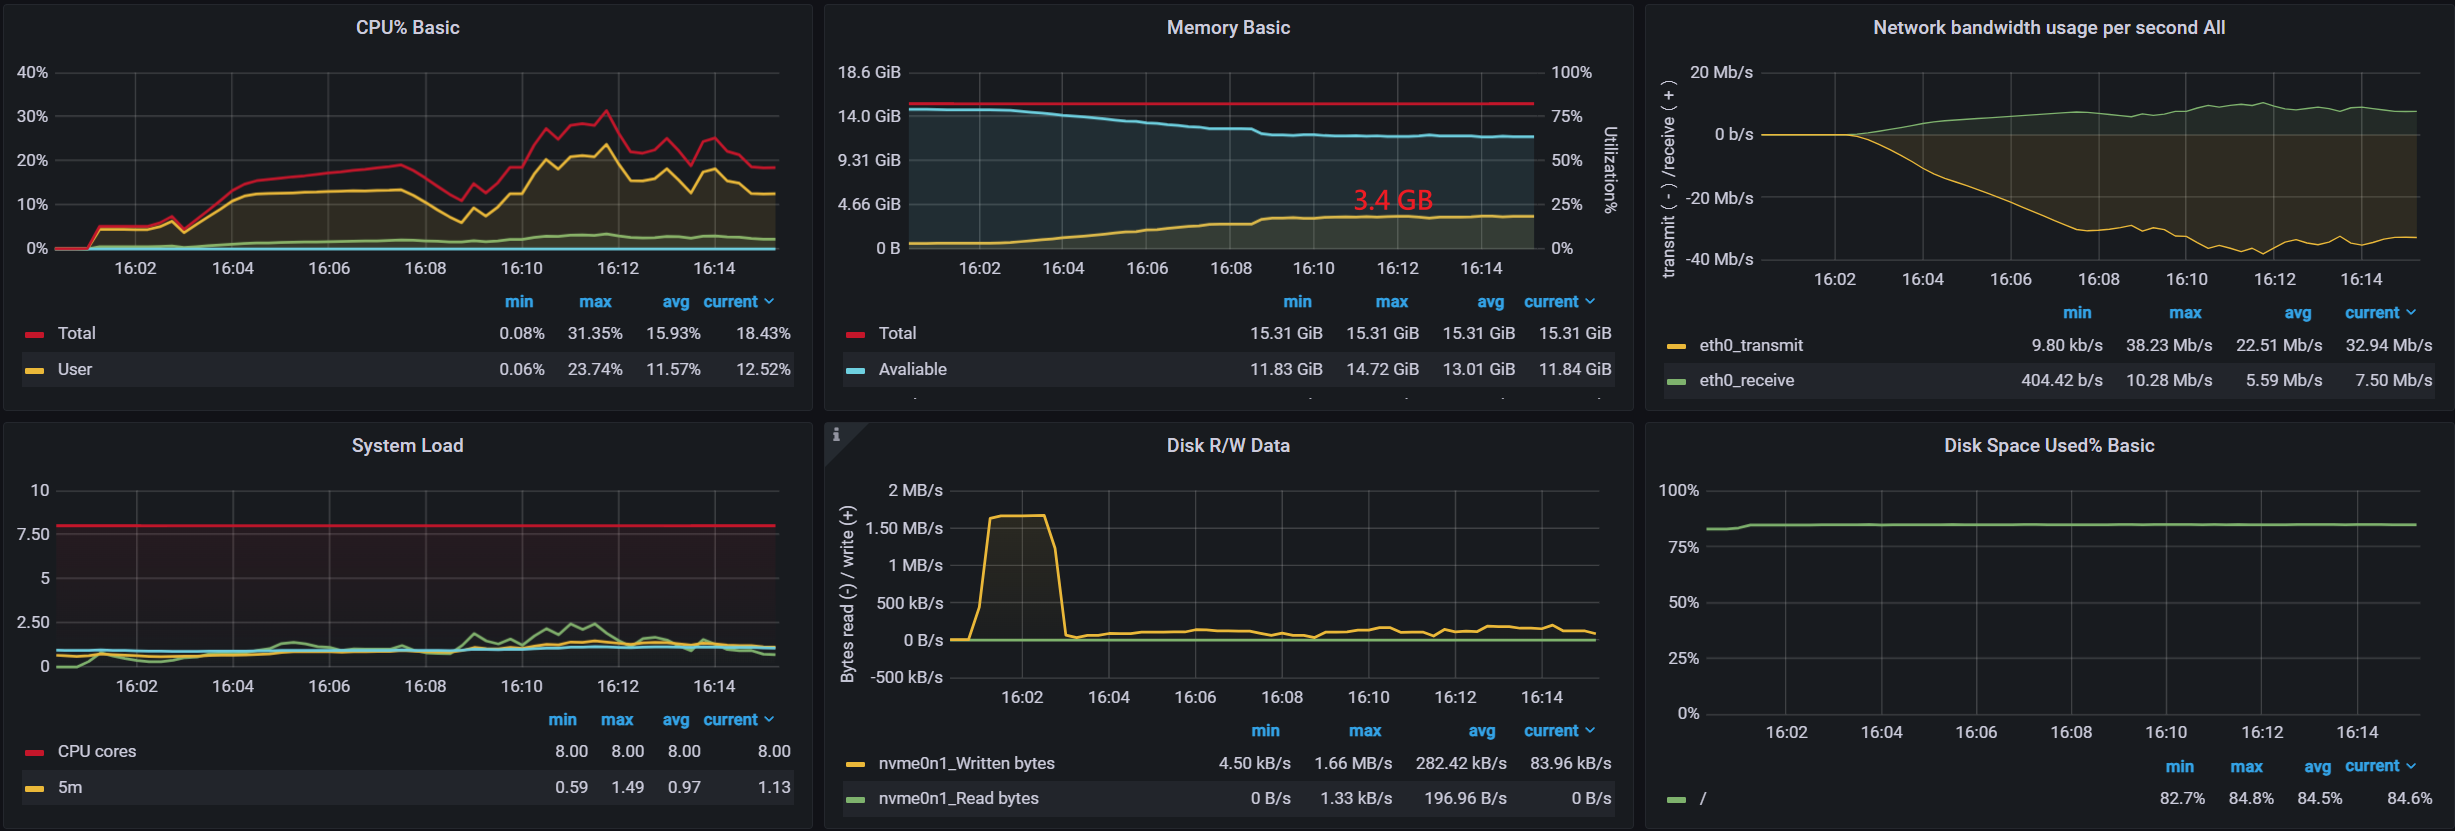 CPU% Basic
40%
30%
20%
10%
0%
16:02 16:04 16:06 16:08 16:10 16:12 16:14
min max avg current
Total 0.08% 31.35% 15.93% 18.43%
User 0.06% 23.74% 11.57% 12.52%
Memory Basic
18.6 GiB
14.0 GiB
9.31 GiB
4.66 GiB
0 B
100%
75%
50%
25%
0%
Utilization%
3.4 GB
16:02 16:04 16:06 16:08 16:10 16:12 16:14
min max avg current
Total 15.31 GiB 15.31 GiB 15.31 GiB 15.31 GiB
Avaliable 11.83 GiB 14.72 GiB 13.01 GiB 11.84 GiB
Network bandwidth usage per second All
transmit ( - ) /receive ( + )
20 Mb/s
0 b/s
-20 Mb/s
-40 Mb/s
16:02 16:04 16:06 16:08 16:10 16:12 16:14
min max avg current
eth0_transmit 9.80 kb/s 38.23 Mb/s 22.51 Mb/s 32.94 Mb/s
eth0_receive 404.42 b/s 10.28 Mb/s 5.59 Mb/s 7.50 Mb/s
System Load
10
7.50
5
2.50
0
16:02 16:04 16:06 16:08 16:10 16:12 16:14
min max avg current
CPU cores 8.00 8.00 8.00 8.00
5m 0.59 1.49 0.97 1.13
i
Disk R/W Data
Bytes read (-) / write (+)
2 MB/s
1.50 MB/s
1 MB/s
500 kB/s
0 B/s
-500 kB/s
16:02 16:04 16:06 16:08 16:10 16:12 16:14
min max avg current
nvme0n1_Written bytes 4.50 kB/s 1.66 MB/s 282.42 kB/s 83.96 kB/s
nvme0n1_Read bytes 0 B/s 1.33 kB/s 196.96 B/s 0 B/s
Disk Space Used% Basic
100%
75%
50%
25%
0%
16:02 16:04 16:06 16:08 16:10 16:12 16:14
min max avg current
/ 82.7% 84.8% 84.5% 84.6%